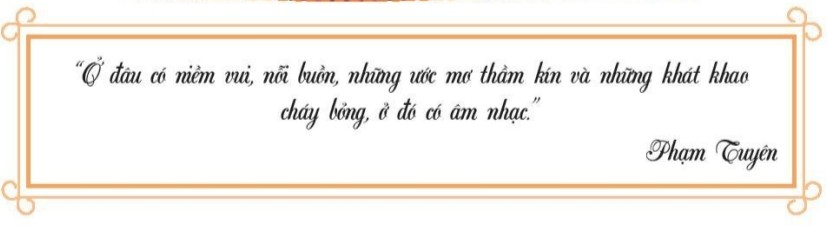 “Ở đâu có niềm vui, nỗi buồn, những ước mơ thầm kín và những khát khao
cháy bỏng, ở đó có âm nhạc.”
Phạm Tuyên